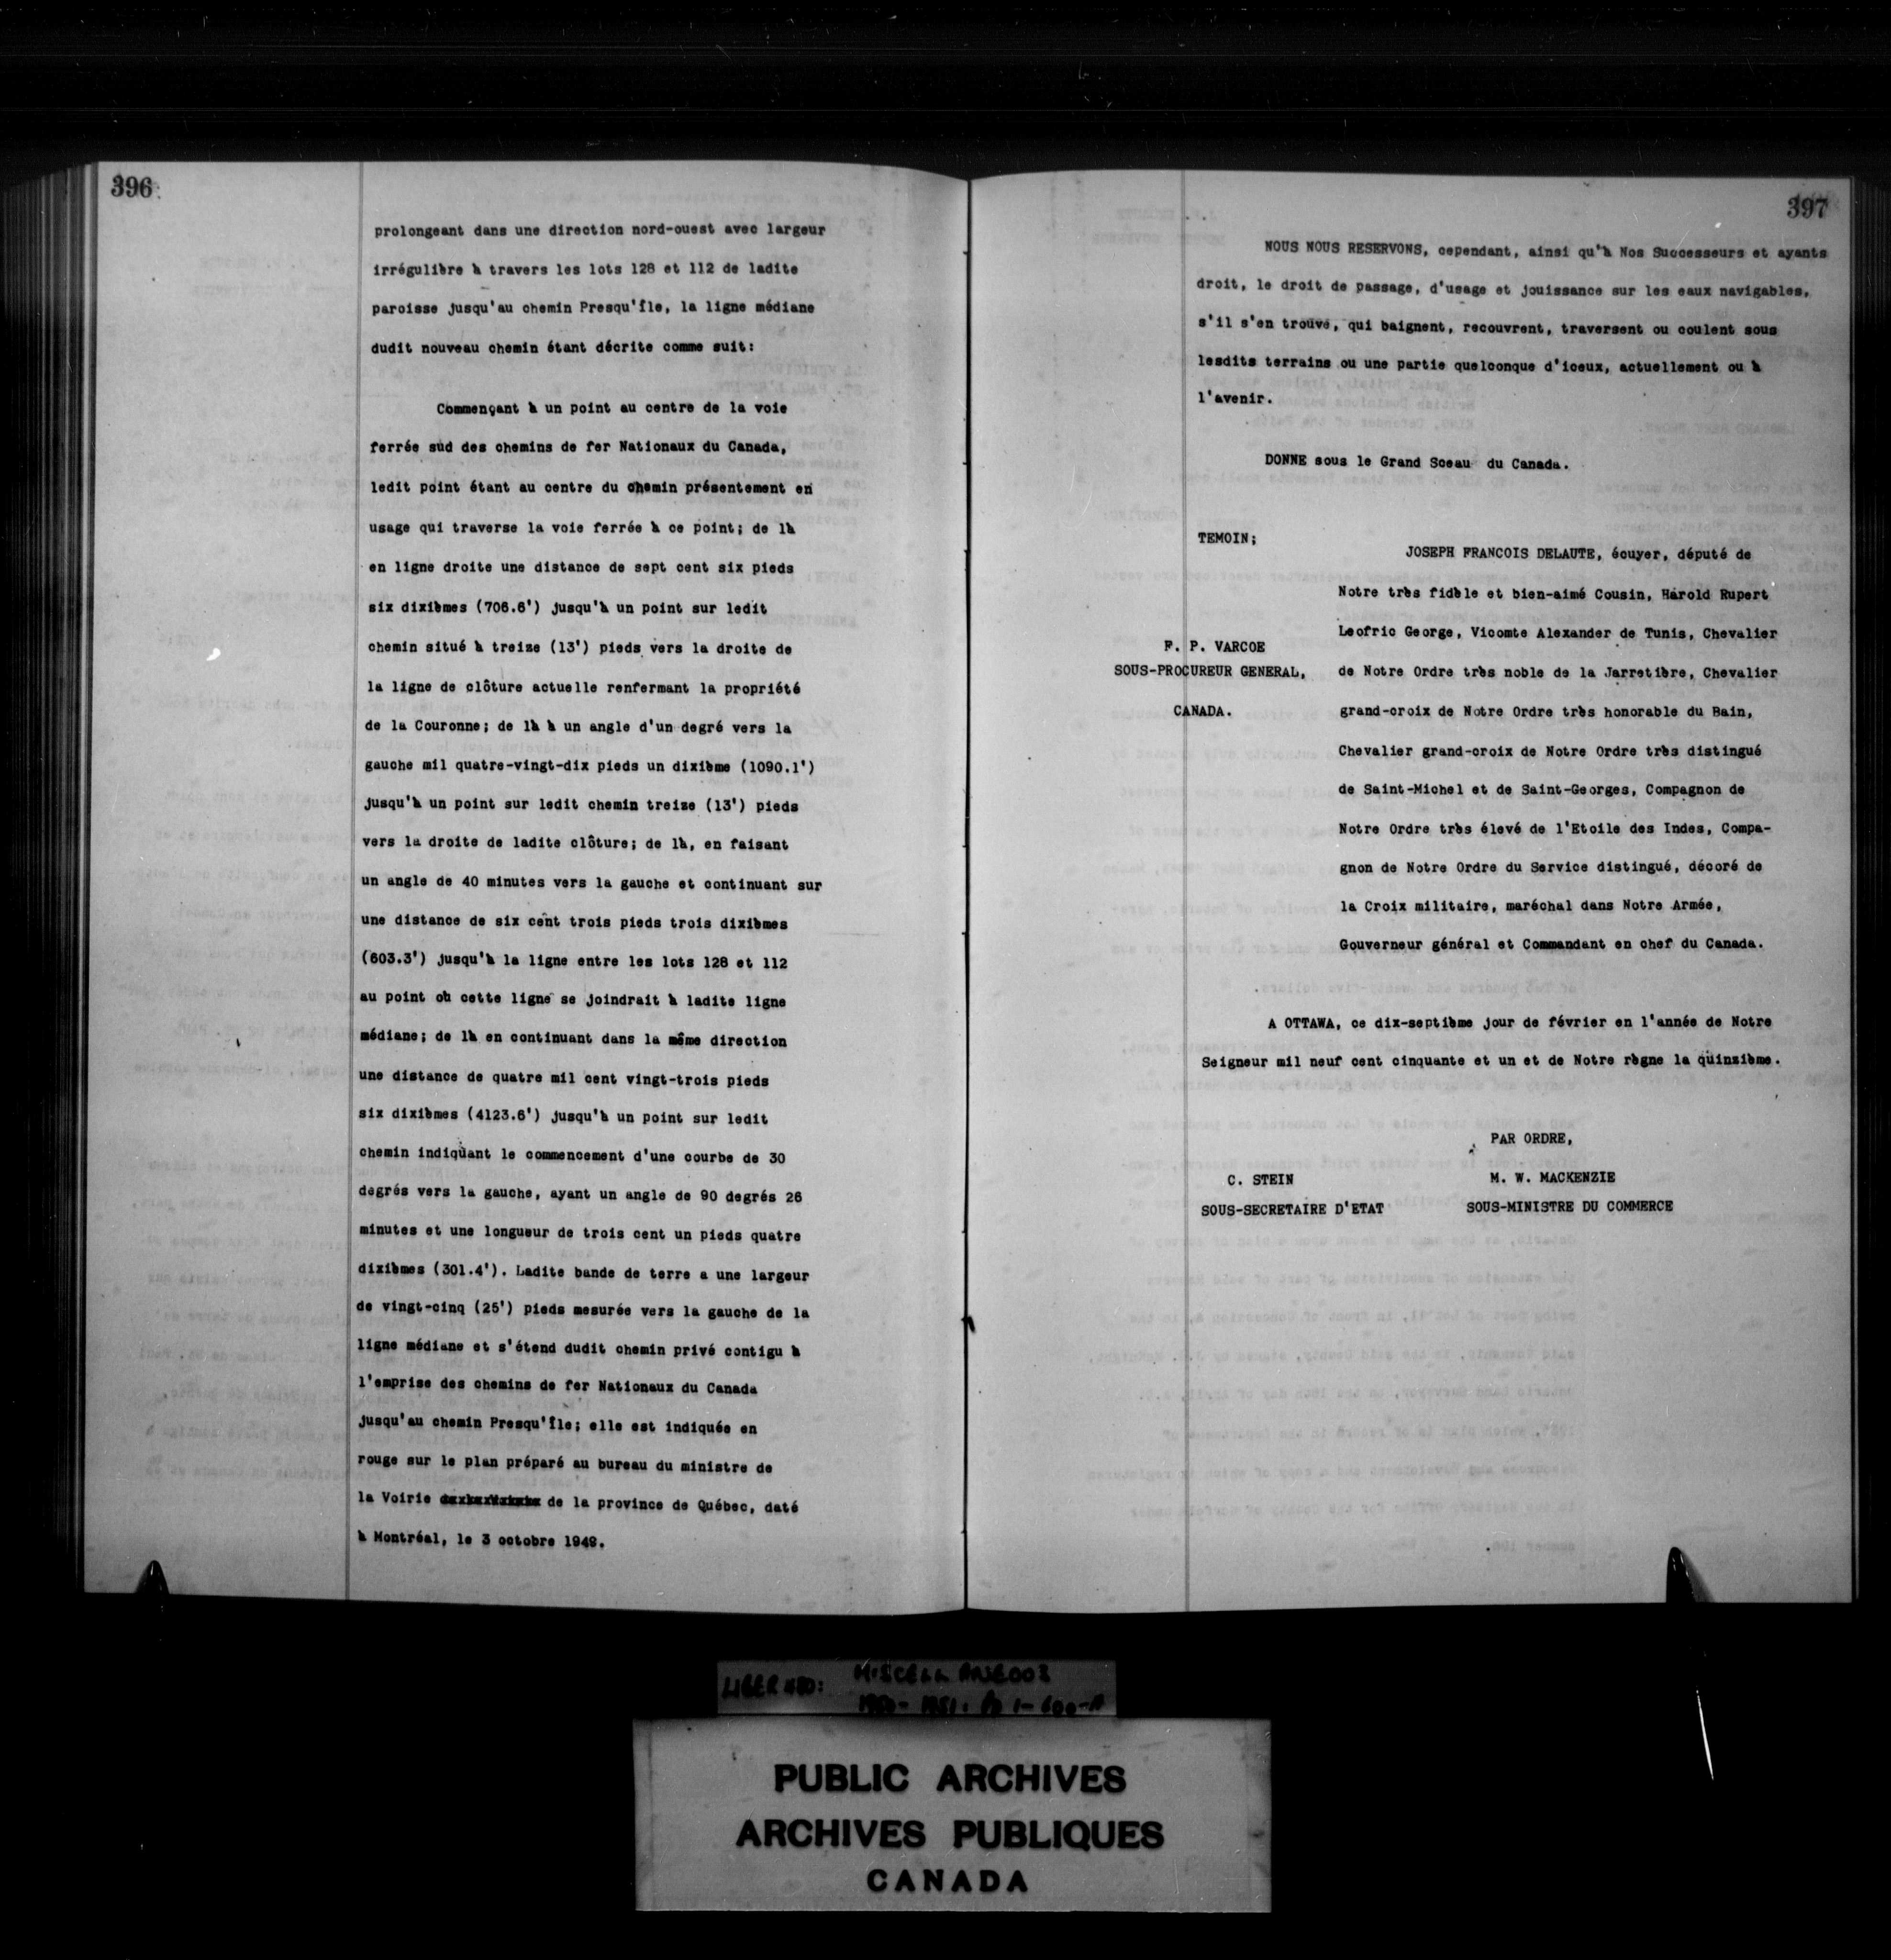 396
prolongeant dans une direction nord-ouest avec largeur
irrégulière à travers les lots 128 et 112 de ladite
paroisse jusqu'au chemin Presqu'île, la ligne médiane
dudit nouveau chemin étant décrite comme suit:
Commençant à un point au centre de la voie
ferrée sud des chemins de fer Nationaux du Canada,
ledit point étant au centre du chemin présentement en
usage qui traverse la voie ferrée à ce point; de là
en ligne droite une distance de sept cent six pieds
six dixièmes (706.6') jusqu'à un point sur ledit
chemin situé à treize (13') pieds vers la droite de
la ligne de clôture actuelle renfermant la propriété
de la Couronne; de là à un angle d'un degré vers la
gauche mil quatre-vingt-dix pieds un dixième (1090.1')
jusqu'à un point sur ledit chemin treize (13') pieds
vers la droite de ladite clôture; de là, en faisant
un angle de 40 minutes vers la gauche et continuant sur
une distance de six cent trois pieds trois dixièmes
(603.3') jusqu'à la ligne entre les lots 128 et 112
au point où cette ligne se joindrait à ladite ligne
médiane; de là en continuant dans la même direction
une distance de quatre mil cent vingt-trois pieds
six dixièmes (4123.6') jusqu'à un point sur ledit
chemin indiquant le commencement d'une courbe de 30
degrés vers la gauche, ayant un angle de 90 degrés 26
minutes et une longueur de trois cent un pieds quatre
dixièmes (301.4'). Ladite bande de terre a une largeur
de vingt-cinq (25') pieds mesurée vers la gauche de la
ligne médiane et s'étend dudit chemin privé contigu à
l'emprise des chemins de fer Nationaux du Canada
jusqu'au chemin Presqu'île; elle est indiquée en
rouge sur le plan préparé au bureau du ministre de
la Voirie de la province de Québec, daté
à Montréal, le 3 octobre 1949.
397
NOUS NOUS RESERVONS, cependant, ainsi qu'à Nos Successeurs et ayants
droit, le droit de passage, d'usage et jouissance sur les eaux navigables,
s'il s'en trouve, qui baignent, recouvrent, traversent ou coulent sous
lesdits terrains ou une partie quelconque d'iceux, actuellement ou à
l'avenir.
DONNE sous le Grand Sceau du Canada.
TEMOIN;
JOSEPH FRANCOIS DELAUTE, écuyer, député de
Notre très fidèle et bien-aimé Cousin, Harold Rupert
Leofric George, Vicomte Alexander de Tunis, Chevalier
F. P. VARCOE
SOUS-PROCUREUR GENERAL,
de Notre Ordre très noble de la Jarretière, Chevalier
CANADA.
grand-croix de Notre Ordre très honorable du Bain,
Chevalier grand-croix de Notre Ordre très distingué
de Saint-Michel et de Saint-Georges, Compagnon de
Notre Ordre très élevé de l'Etoile des Indes, Compa-
gnon de Notre Ordre du Service distingué, décoré de
la Croix militaire, maréchal dans Notre Armée,
Gouverneur général et Commandant en chef du Canada.
A OTTAWA, ce dix-septième jour de février en l'année de Notre
Seigneur mil neuf cent cinquante et un et de Notre règne la quinzième.
PAR ORDRE,
C. STEIN
M. W. MACKENZIE
SOUS-SECRETAIRE D'ETAT
SOUS-MINISTRE DU COMMERCE
LIBER
1950-1951:
PUBLIC ARCHIVES
ARCHIVES PUBLIQUES
CANADA